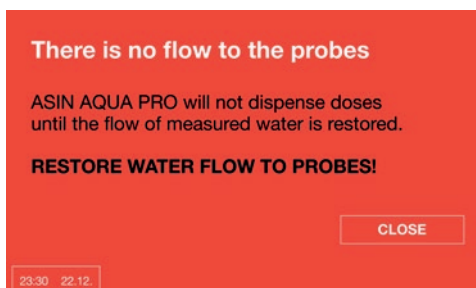 There is no flow to the probes
ASIN AQUA PRO will not dispense doses
until the flow of measured water is restored.
RESTORE WATER FLOW TO PROBES!
CLOSE
23:30 22.12.